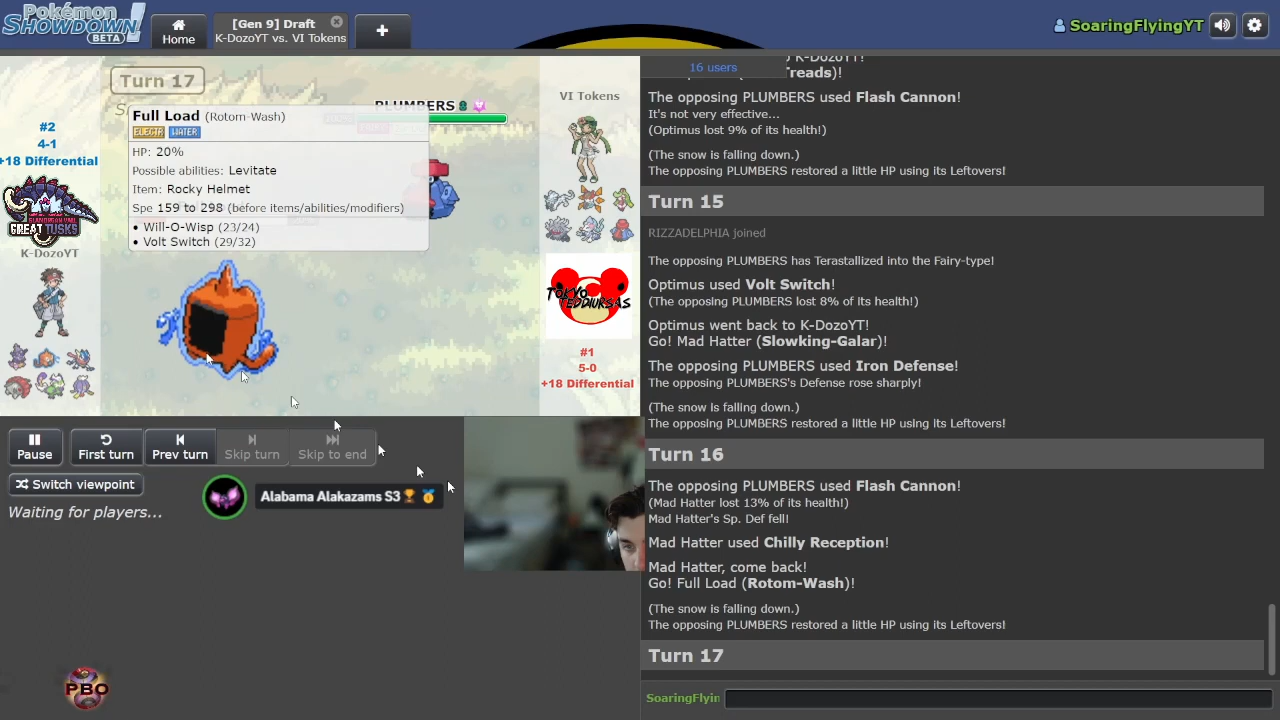 Pokémon
SHOWDOWN!
BETA
Home
[Gen 9] Draft
K-DozoYT vs. VI Tokens
SoaringFlyingYT
16 users
Turn 17
PLUMBERS
Full Load (Rotom-Wash)
ELECTR WATER
HP: 20%
Possible abilities: Levitate
Item: Rocky Helmet
Spe 159 to 298 (before items/abilities/modifiers)
• Will-O-Wisp (23/24)
• Volt Switch (29/32)
#2
4-1
+18 Differential
GREAT TUSKS
K-DozoYT
VI Tokens
TOKYO
TEDDIURSAS
#1
5-0
+18 Differential
Pause
First turn
Prev turn
Skip turn
Skip to end
Switch viewpoint
Waiting for players...
Alabama Alakazams S3
PBO
K-DozoYT!
Treads)!
The opposing PLUMBERS used Flash Cannon!
It's not very effective...
(Optimus lost 9% of its health!)
(The snow is falling down.)
The opposing PLUMBERS restored a little HP using its Leftovers!
Turn 15
RIZZADELPHIA joined
The opposing PLUMBERS has Terastallized into the Fairy-type!
Optimus used Volt Switch!
(The opposing PLUMBERS lost 8% of its health!)
Optimus went back to K-DozoYT!
Go! Mad Hatter (Slowking-Galar)!
The opposing PLUMBERS used Iron Defense!
The opposing PLUMBERS's Defense rose sharply!
(The snow is falling down.)
The opposing PLUMBERS restored a little HP using its Leftovers!
Turn 16
The opposing PLUMBERS used Flash Cannon!
(Mad Hatter lost 13% of its health!)
Mad Hatter's Sp. Def fell!
Mad Hatter used Chilly Reception!
Mad Hatter, come back!
Go! Full Load (Rotom-Wash)!
(The snow is falling down.)
The opposing PLUMBERS restored a little HP using its Leftovers!
Turn 17
SoaringFlyin